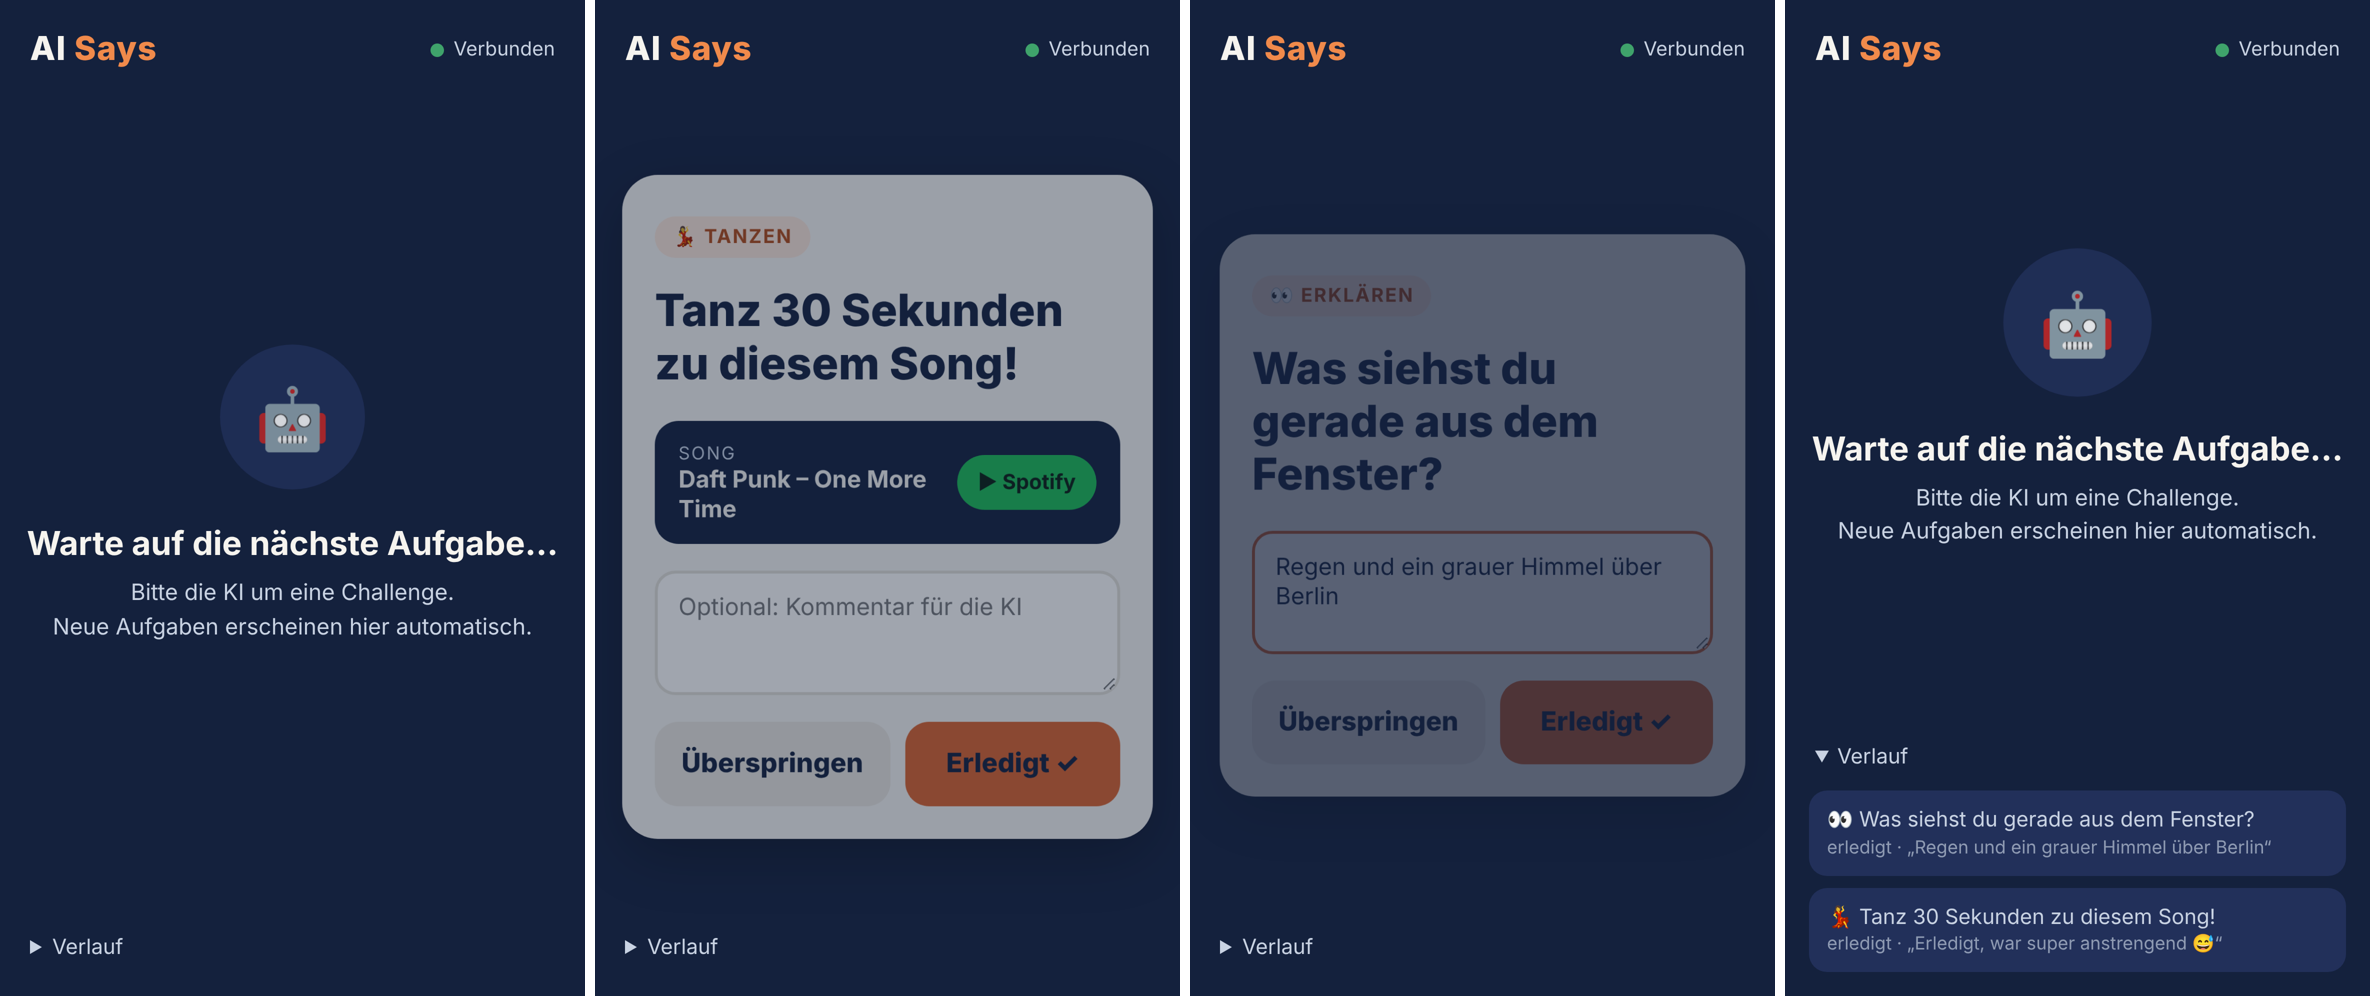 AI Says
Verbunden
🤖
Warte auf die nächste Aufgabe…
Bitte die KI um eine Challenge.
Neue Aufgaben erscheinen hier automatisch.
▶ Verlauf
AI Says
Verbunden
💃 TANZEN
Tanz 30 Sekunden
zu diesem Song!
SONG
Daft Punk – One More
Time
▶ Spotify
Optional: Kommentar für die KI
Überspringen
Erledigt ✓
▶ Verlauf
AI Says
Verbunden
👀 ERKLÄREN
Was siehst du
gerade aus dem
Fenster?
Regen und ein grauer Himmel über
Berlin
Überspringen
Erledigt ✓
▶ Verlauf
AI Says
Verbunden
🤖
Warte auf die nächste Aufgabe…
Bitte die KI um eine Challenge.
Neue Aufgaben erscheinen hier automatisch.
▼ Verlauf
👀 Was siehst du gerade aus dem Fenster?
erledigt · „Regen und ein grauer Himmel über Berlin“
💃 Tanz 30 Sekunden zu diesem Song!
erledigt · „Erledigt, war super anstrengend 😅“